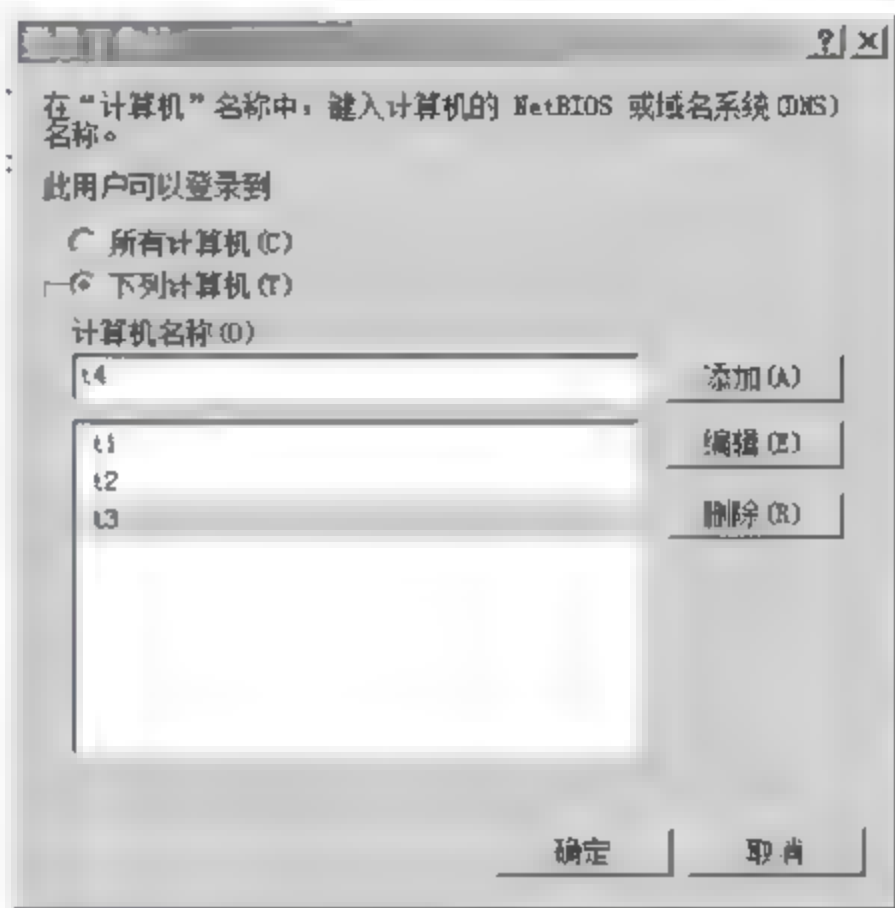 在“计算机”名称中，键入计算机的 NetBIOS 或域名系统(DNS)
名称。
此用户可以登录到
所有计算机(C)
下列计算机(T)
计算机名称(O)
t4
添加(A)
t1
编辑(E)
t2
t3
删除(R)
确定
取消